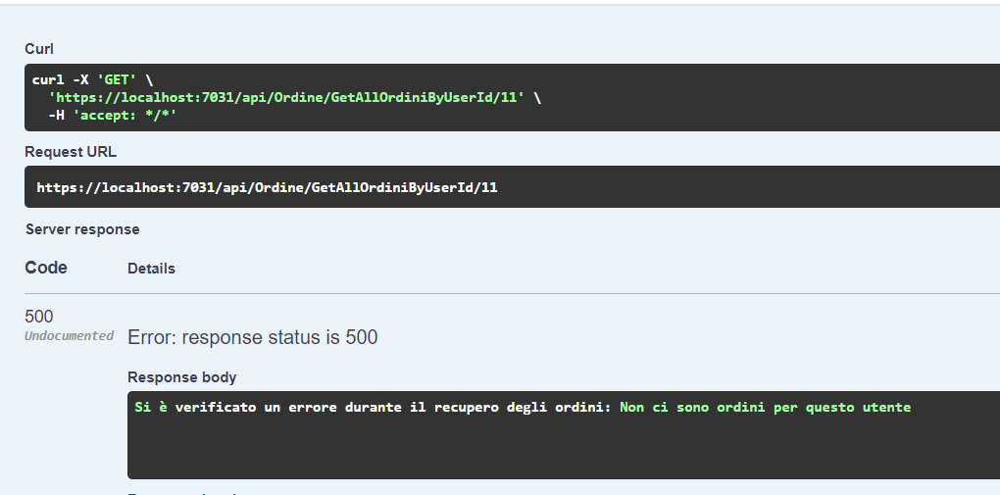 Curl
curl -X 'GET' \
'https://localhost:7031/api/Ordine/GetAllOrdiniByUserId/11' \
-H 'accept: */*'
Request URL
https://localhost:7031/api/Ordine/GetAllOrdiniByUserId/11
Server response
Code Details
500
Undocumented
Error: response status is 500
Response body
Si è verificato un errore durante il recupero degli ordini: Non ci sono ordini per questo utente